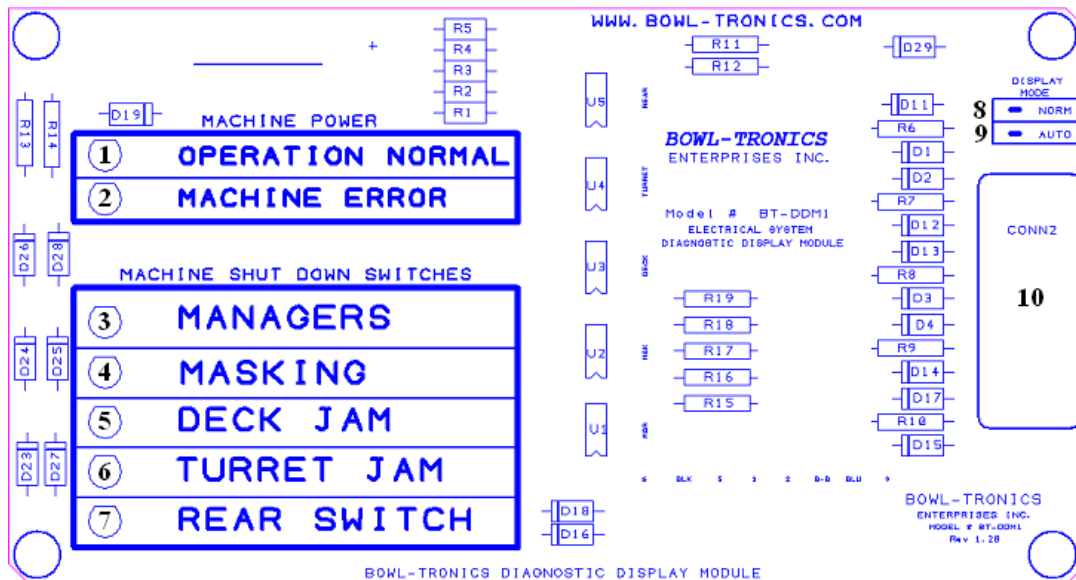 WWW.BOWL-TRONICS.COM
R5
R4
R3
R2
R1
+
R11
R12
D29
DISPLAY
MODE
8 NORM
9 AUTO
R13
R14
D19
MACHINE POWER
1 OPERATION NORMAL
2 MACHINE ERROR
D26
D28
D24
D25
D23
D27
MACHINE SHUT DOWN SWITCHES
3 MANAGERS
4 MASKING
5 DECK JAM
6 TURRET JAM
7 REAR SWITCH
U5
REAR
U4
TURRET
U3
DECK
U2
MSK
U1
MGR
BOWL-TRONICS
ENTERPRISES INC.
Model # BT-DDM1
ELECTRICAL SYSTEM
DIAGNOSTIC DISPLAY MODULE
R19
R18
R17
R16
R15
D11
R6
D1
D2
R7
D12
D13
R8
D3
D4
R9
D14
D17
R10
D15
CONN2
10
6 BLK 5 3 2 B-D BLU 9
D18
D16
BOWL-TRONICS
ENTERPRISES INC.
MODEL # BT-DDM1
Rev 1.20
BOWL-TRONICS DIAGNOSTIC DISPLAY MODULE